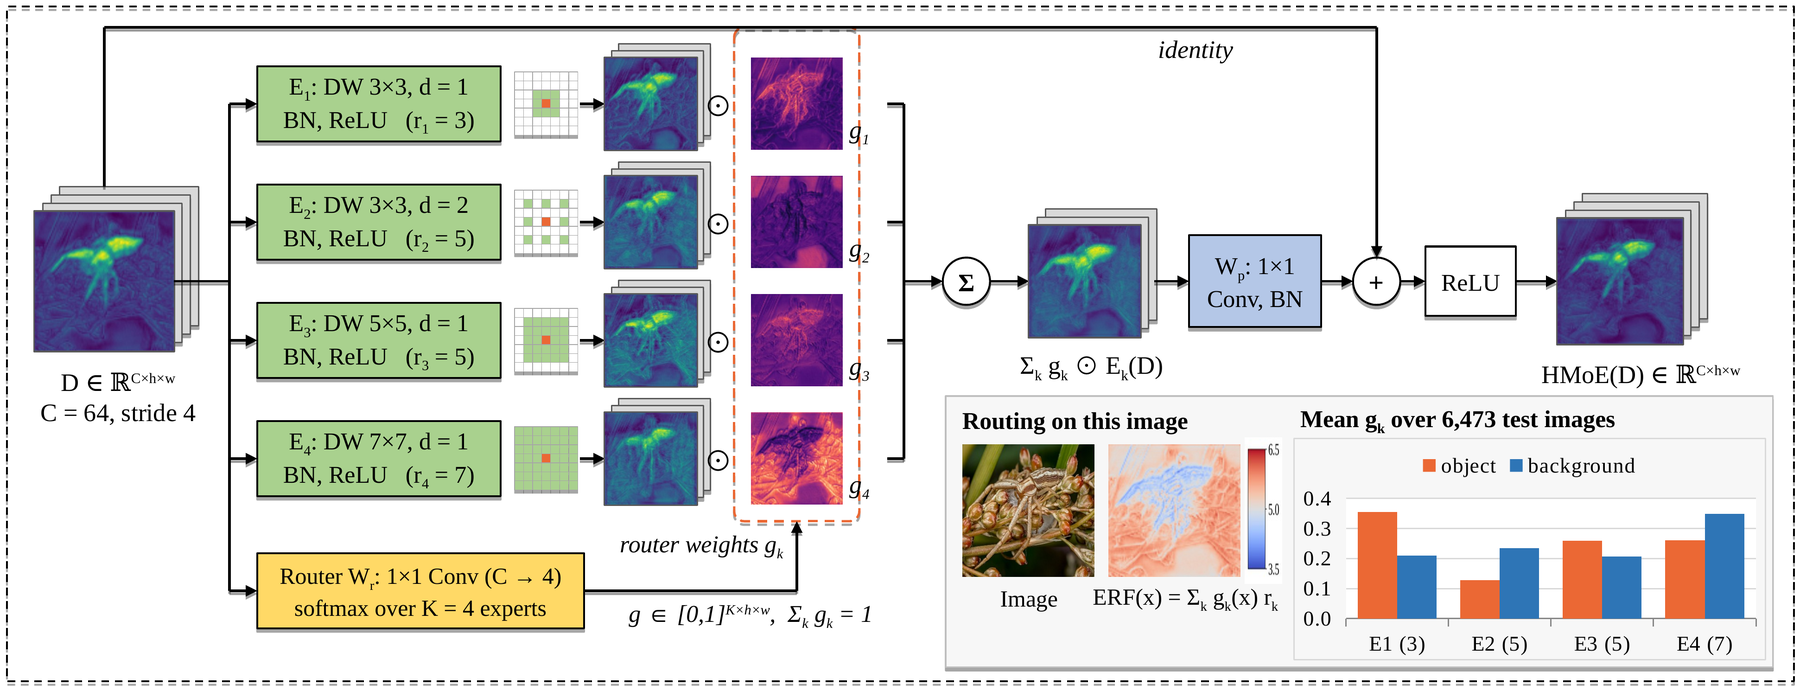 identity
E₁: DW 3×3, d = 1
BN, ReLU (r₁ = 3)
⊙
g₁
E₂: DW 3×3, d = 2
BN, ReLU (r₂ = 5)
⊙
g₂
E₃: DW 5×5, d = 1
BN, ReLU (r₃ = 5)
⊙
g₃
E₄: DW 7×7, d = 1
BN, ReLU (r₄ = 7)
⊙
g₄
D ∈ ℝ^C×h×w
C = 64, stride 4
router weights gₖ
Router Wᵣ: 1×1 Conv (C → 4)
softmax over K = 4 experts
g ∈ [0,1]^K×h×w, Σₖ gₖ = 1
Σ
Σₖ gₖ ⊙ Eₖ(D)
Wₚ: 1×1
Conv, BN
+
ReLU
HMoE(D) ∈ ℝ^C×h×w
Routing on this image
6.5
5.0
3.5
Image
ERF(x) = Σₖ gₖ(x) rₖ
Mean gₖ over 6,473 test images
object background
0.4
0.3
0.2
0.1
0.0
E1 (3) E2 (5) E3 (5) E4 (7)